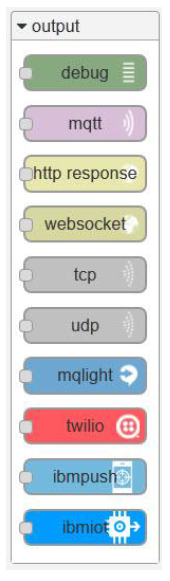 output
debug
mqtt
http response
websocket
tcp
udp
mqlight
twilio
ibmpush
ibmiot